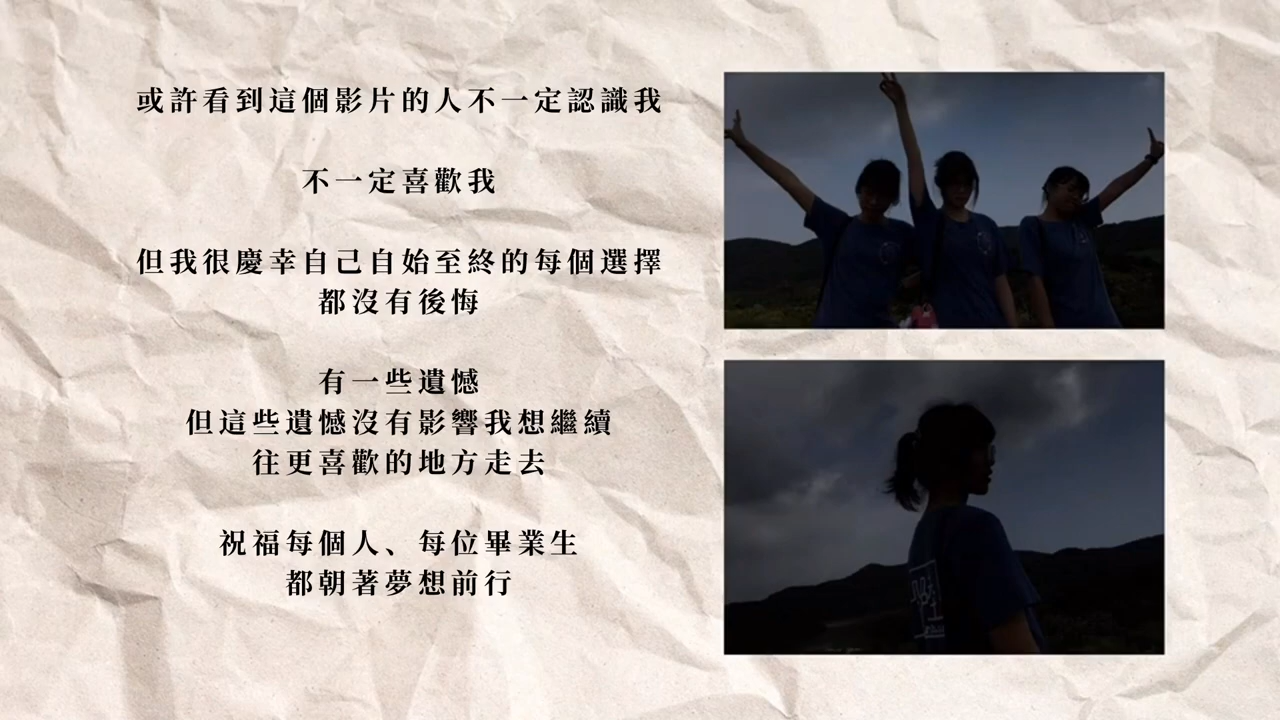 或許看到這個影片的人不一定認識我
不一定喜歡我
但我很慶幸自己自始至終的每個選擇
都沒有後悔
有一些遺憾
但這些遺憾沒有影響我想繼續
往更喜歡的地方走去
祝福每個人、每位畢業生
都朝著夢想前行